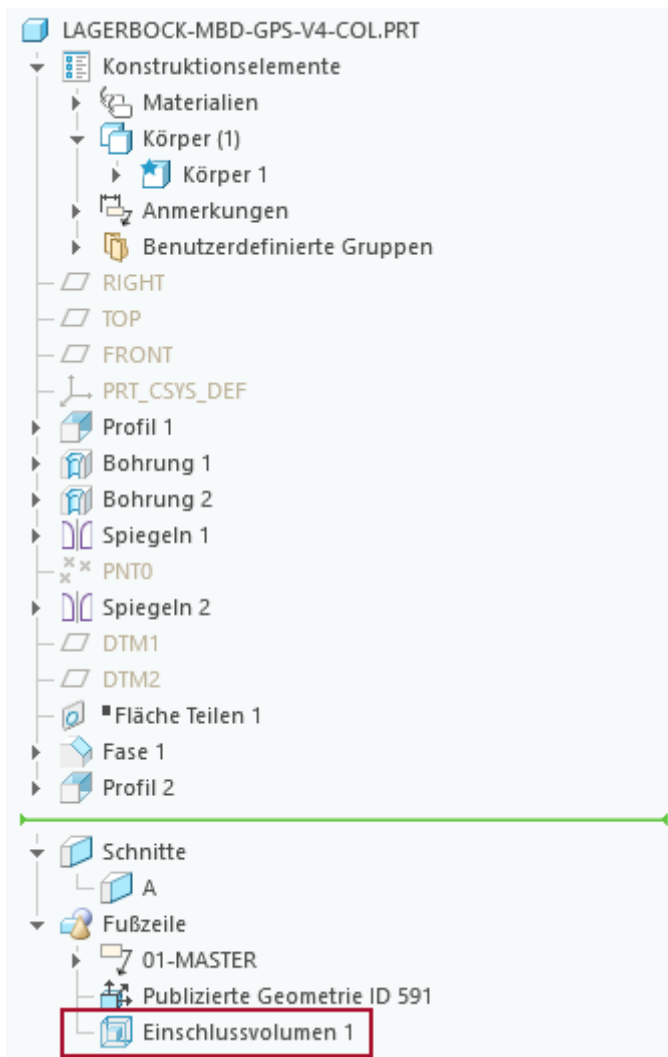 LAGERBOCK-MBD-GPS-V4-COL.PRT
Konstruktionselemente
Materialien
Körper (1)
Körper 1
Anmerkungen
Benutzerdefinierte Gruppen
RIGHT
TOP
FRONT
PRT_CSYS_DEF
Profil 1
Bohrung 1
Bohrung 2
Spiegeln 1
PNT0
Spiegeln 2
DTM1
DTM2
Fläche Teilen 1
Fase 1
Profil 2
Schnitte
A
Fußzeile
01-MASTER
Publizierte Geometrie ID 591
Einschlussvolumen 1